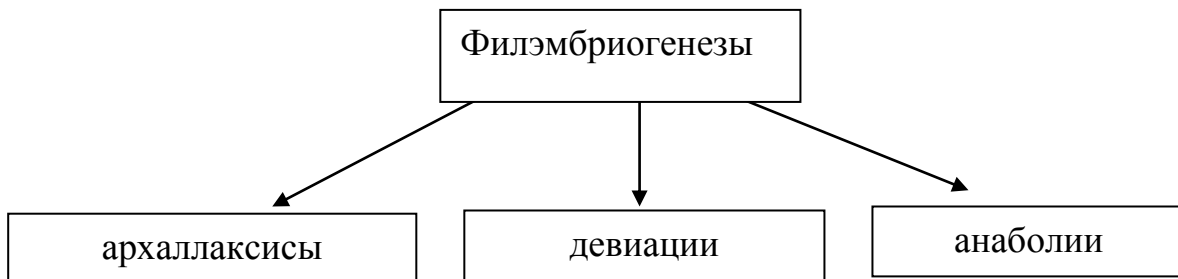 Филэмбриогенезы
архаллаксисы
девиации
анаболии